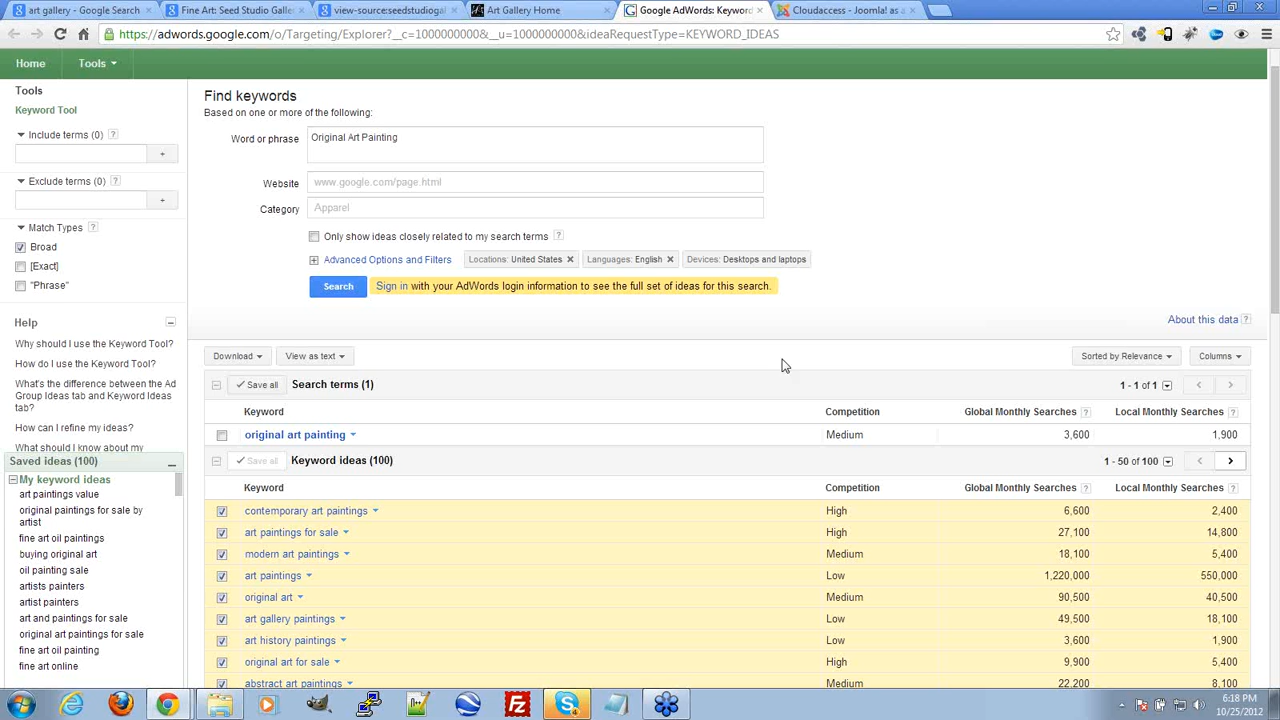 art gallery - Google Search
Fine Art: Seed Studio Galle
view-source:seedstudiogal
Art Gallery Home
Google AdWords: Keyword
Cloudaccess - Joomla! as a
https://adwords.google.com/o/Targeting/Explorer?__c=1000000000&__u=1000000000&ideaRequestType=KEYWORD_IDEAS
Home
Tools
Tools
Keyword Tool
Include terms (0) ?
+
Exclude terms (0) ?
+
Match Types ?
Broad
[Exact]
"Phrase"
Help
Why should I use the Keyword Tool?
How do I use the Keyword Tool?
What's the difference between the Ad
Group Ideas tab and Keyword Ideas
tab?
How can I refine my ideas?
What should I know about my
Saved ideas (100)
My keyword ideas
art paintings value
original paintings for sale by
artist
fine art oil paintings
buying original art
oil painting sale
artists painters
artist painters
art and paintings for sale
original art paintings for sale
fine art oil painting
fine art online
Find keywords
Based on one or more of the following:
Word or phrase
Original Art Painting
Website
www.google.com/page.html
Category
Apparel
Only show ideas closely related to my search terms ?
Advanced Options and Filters
Locations: United States
Languages: English
Devices: Desktops and laptops
Search
Sign in with your AdWords login information to see the full set of ideas for this search.
About this data ?
Download
View as text
Sorted by Relevance
Columns
Save all
Search terms (1)
1 - 1 of 1
Keyword Competition Global Monthly Searches ? Local Monthly Searches ?
original art painting Medium 3,600 1,900
Save all
Keyword ideas (100)
1 - 50 of 100
Keyword Competition Global Monthly Searches ? Local Monthly Searches ?
contemporary art paintings High 6,600 2,400
art paintings for sale High 27,100 14,800
modern art paintings Medium 18,100 5,400
art paintings Low 1,220,000 550,000
original art Medium 90,500 40,500
art gallery paintings Low 49,500 18,100
art history paintings Low 3,600 1,900
original art for sale High 9,900 5,400
abstract art paintings Medium 22,200 8,100
6:18 PM
10/25/2012